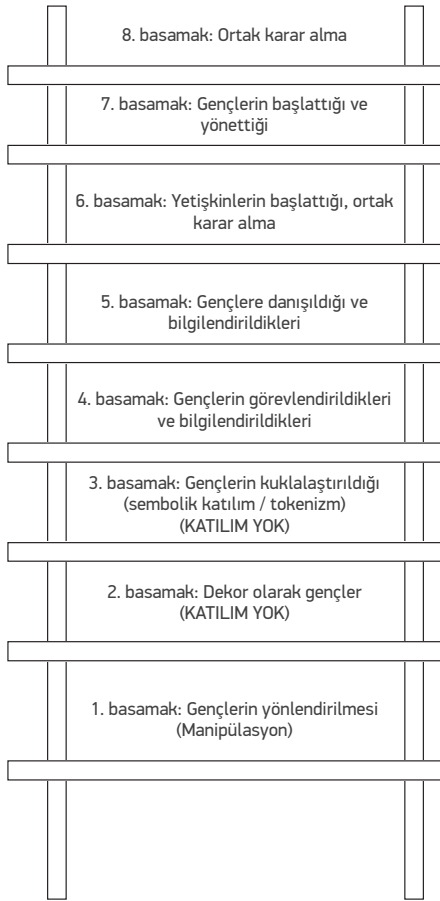 8. basamak: Ortak karar alma
7. basamak: Gençlerin başlattığı ve
yönettiği
6. basamak: Yetişkinlerin başlattığı, ortak
karar alma
5. basamak: Gençlere danışıldığı ve
bilgilendirildikleri
4. basamak: Gençlerin görevlendirildikleri
ve bilgilendirildikleri
3. basamak: Gençlerin kuklalaştırıldığı
(sembolik katılım / tokenizm)
(KATILIM YOK)
2. basamak: Dekor olarak gençler
(KATILIM YOK)
1. basamak: Gençlerin yönlendirilmesi
(Manipülasyon)